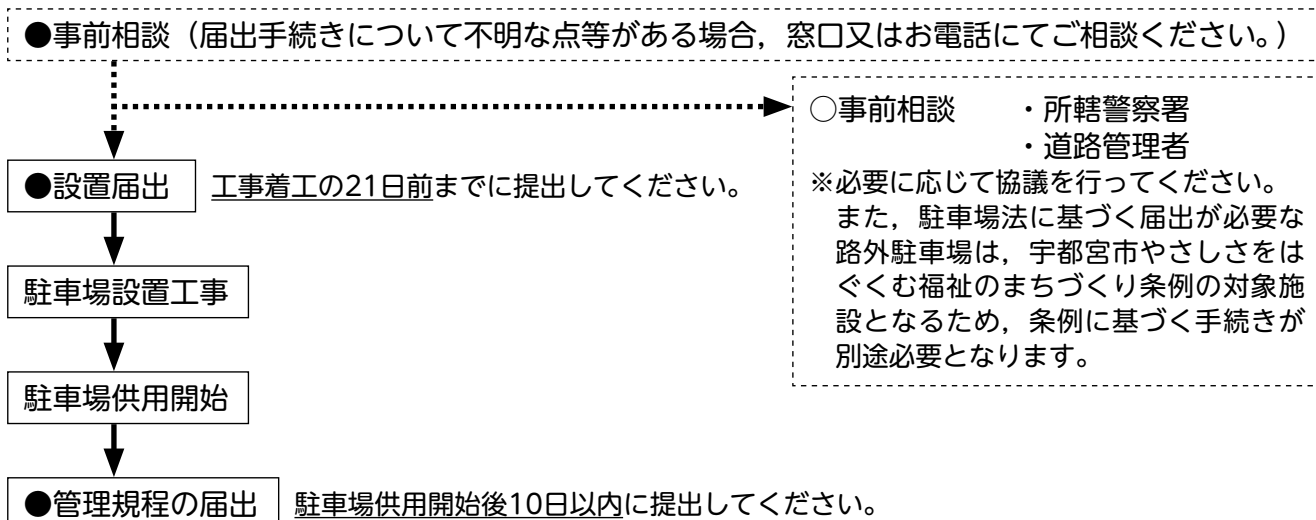 ●事前相談（届出手続きについて不明な点等がある場合，窓口又はお電話にてご相談ください。）
○事前相談　・所轄警察署
・道路管理者
※必要に応じて協議を行ってください。
また，駐車場法に基づく届出が必要な
路外駐車場は，宇都宮市やさしさをは
ぐくむ福祉のまちづくり条例の対象施
設となるため，条例に基づく手続きが
別途必要となります。
●設置届出　工事着工の21日前までに提出してください。
駐車場設置工事
駐車場供用開始
●管理規程の届出　駐車場供用開始後10日以内に提出してください。